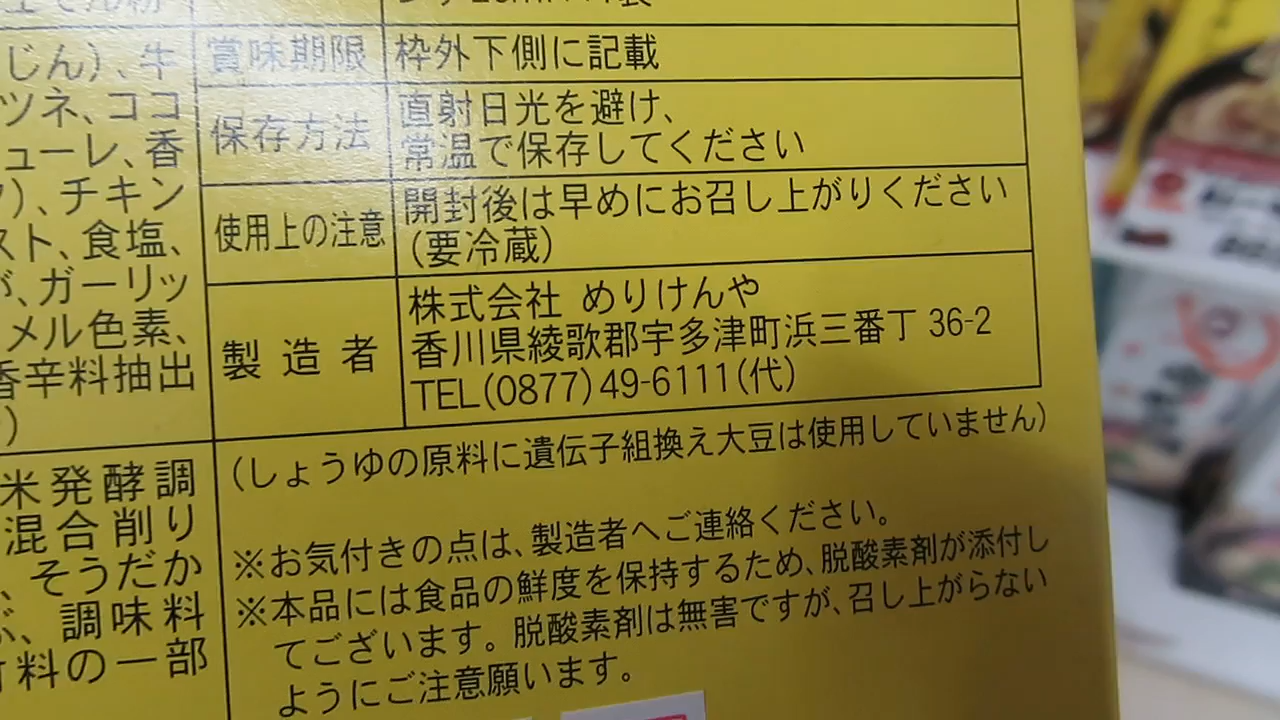 じん)、牛
ツネ、ココ
ューレ、香
)、チキン
スト、食塩、
、ガーリッ
メル色素、
香辛料抽出
)
米発酵調
混合削り
、そうだか
、調味料
料の一部
賞味期限 枠外下側に記載
保存方法 直射日光を避け、
常温で保存してください
使用上の注意 開封後は早めにお召し上がりください
(要冷蔵)
製造者 株式会社 めりけんや
香川県綾歌郡宇多津町浜三番丁 36-2
TEL(0877)49-6111(代)
(しょうゆの原料に遺伝子組換え大豆は使用していません)
※お気付きの点は、製造者へご連絡ください。
※本品には食品の鮮度を保持するため、脱酸素剤が添付し
てございます。脱酸素剤は無害ですが、召し上がらない
ようにご注意願います。